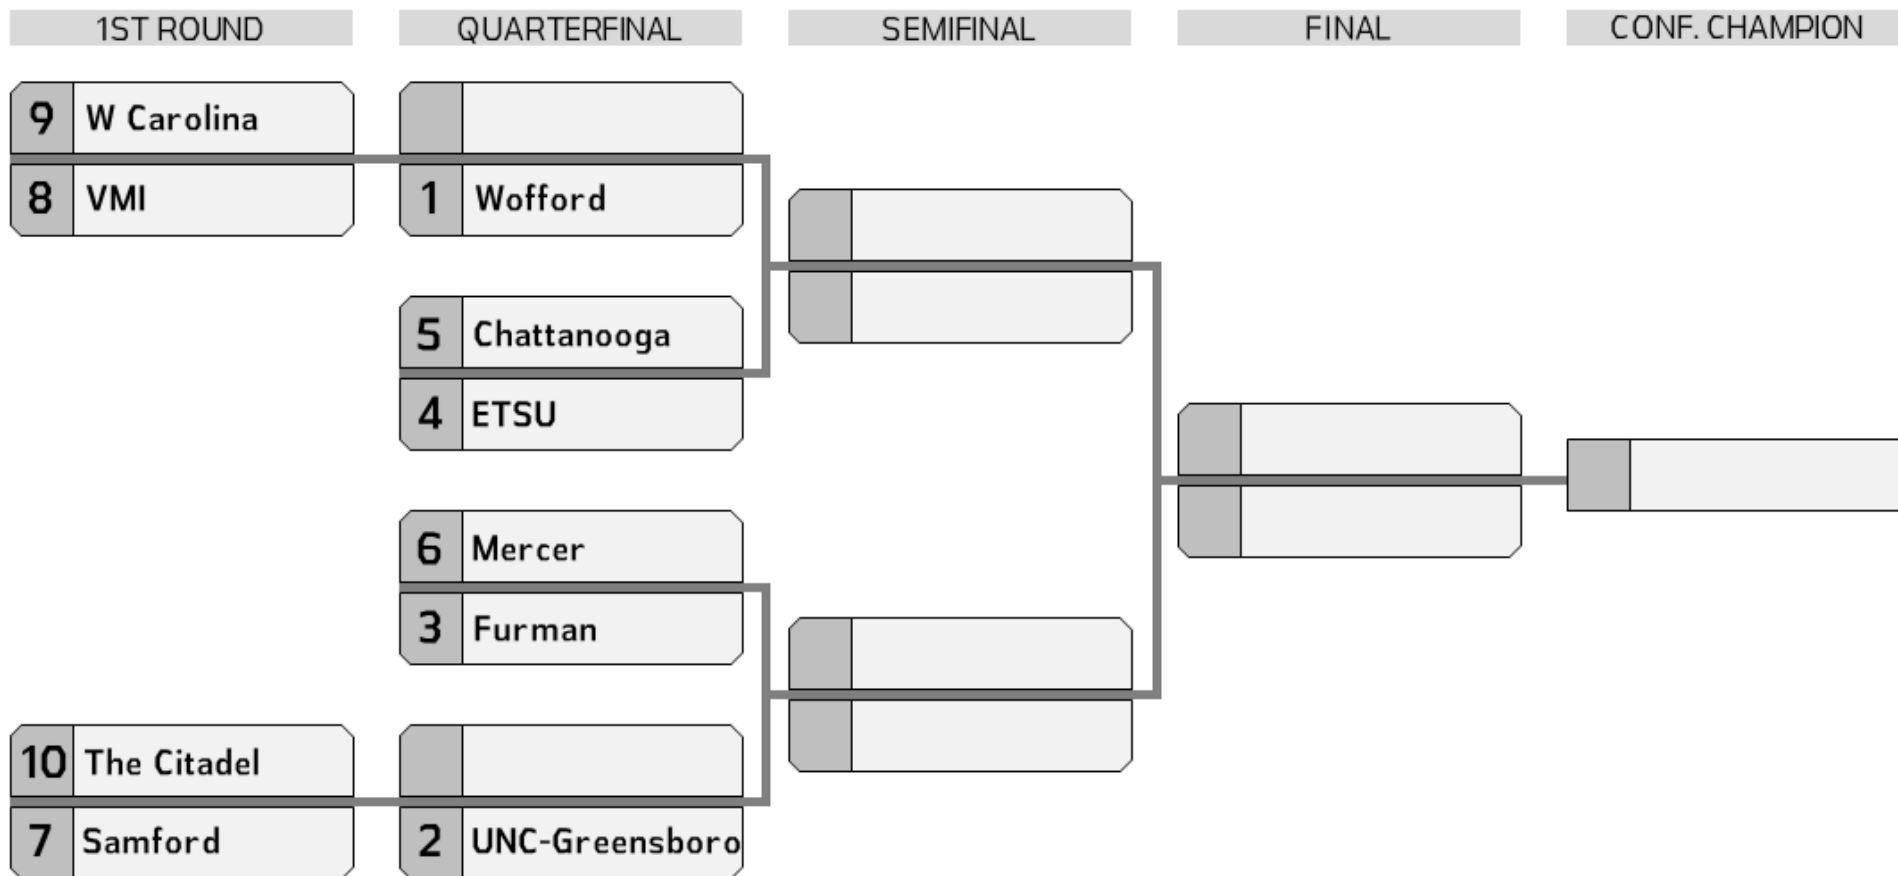 1ST ROUND
QUARTERFINAL
SEMIFINAL
FINAL
CONF. CHAMPION
9 W Carolina
8 VMI
1 Wofford
5 Chattanooga
4 ETSU
6 Mercer
3 Furman
10 The Citadel
7 Samford
2 UNC-Greensboro